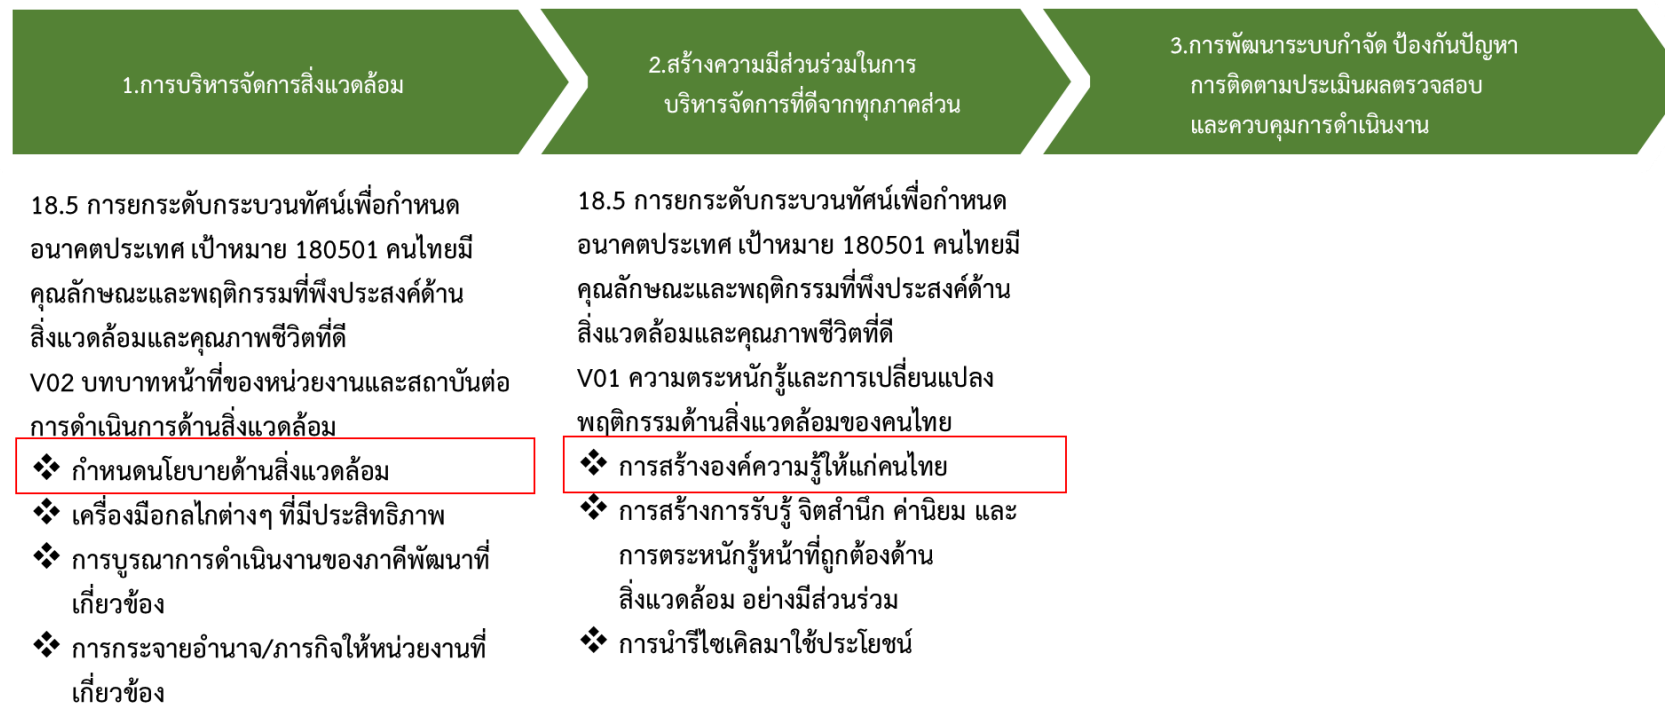 1.การบริหารจัดการสิ่งแวดล้อม
2.สร้างความมีส่วนร่วมในการ
บริหารจัดการที่ดีจากทุกภาคส่วน
3.การพัฒนาระบบกำจัด ป้องกันปัญหา
การติดตามประเมินผลตรวจสอบ
และควบคุมการดำเนินงาน
18.5 การยกระดับกระบวนทัศน์เพื่อกำหนด
อนาคตประเทศ เป้าหมาย 180501 คนไทยมี
คุณลักษณะและพฤติกรรมที่พึงประสงค์ด้าน
สิ่งแวดล้อมและคุณภาพชีวิตที่ดี
V02 บทบาทหน้าที่ของหน่วยงานและสถาบันต่อ
การดำเนินการด้านสิ่งแวดล้อม
❖ กำหนดนโยบายด้านสิ่งแวดล้อม
❖ เครื่องมือกลไกต่างๆ ที่มีประสิทธิภาพ
❖ การบูรณาการดำเนินงานของภาคีพัฒนาที่
เกี่ยวข้อง
❖ การกระจายอำนาจ/ภารกิจให้หน่วยงานที่
เกี่ยวข้อง
18.5 การยกระดับกระบวนทัศน์เพื่อกำหนด
อนาคตประเทศ เป้าหมาย 180501 คนไทยมี
คุณลักษณะและพฤติกรรมที่พึงประสงค์ด้าน
สิ่งแวดล้อมและคุณภาพชีวิตที่ดี
V01 ความตระหนักรู้และการเปลี่ยนแปลง
พฤติกรรมด้านสิ่งแวดล้อมของคนไทย
❖ การสร้างองค์ความรู้ให้แก่คนไทย
❖ การสร้างการรับรู้ จิตสำนึก ค่านิยม และ
การตระหนักรู้หน้าที่ถูกต้องด้าน
สิ่งแวดล้อม อย่างมีส่วนร่วม
❖ การนำรีไซเคิลมาใช้ประโยชน์